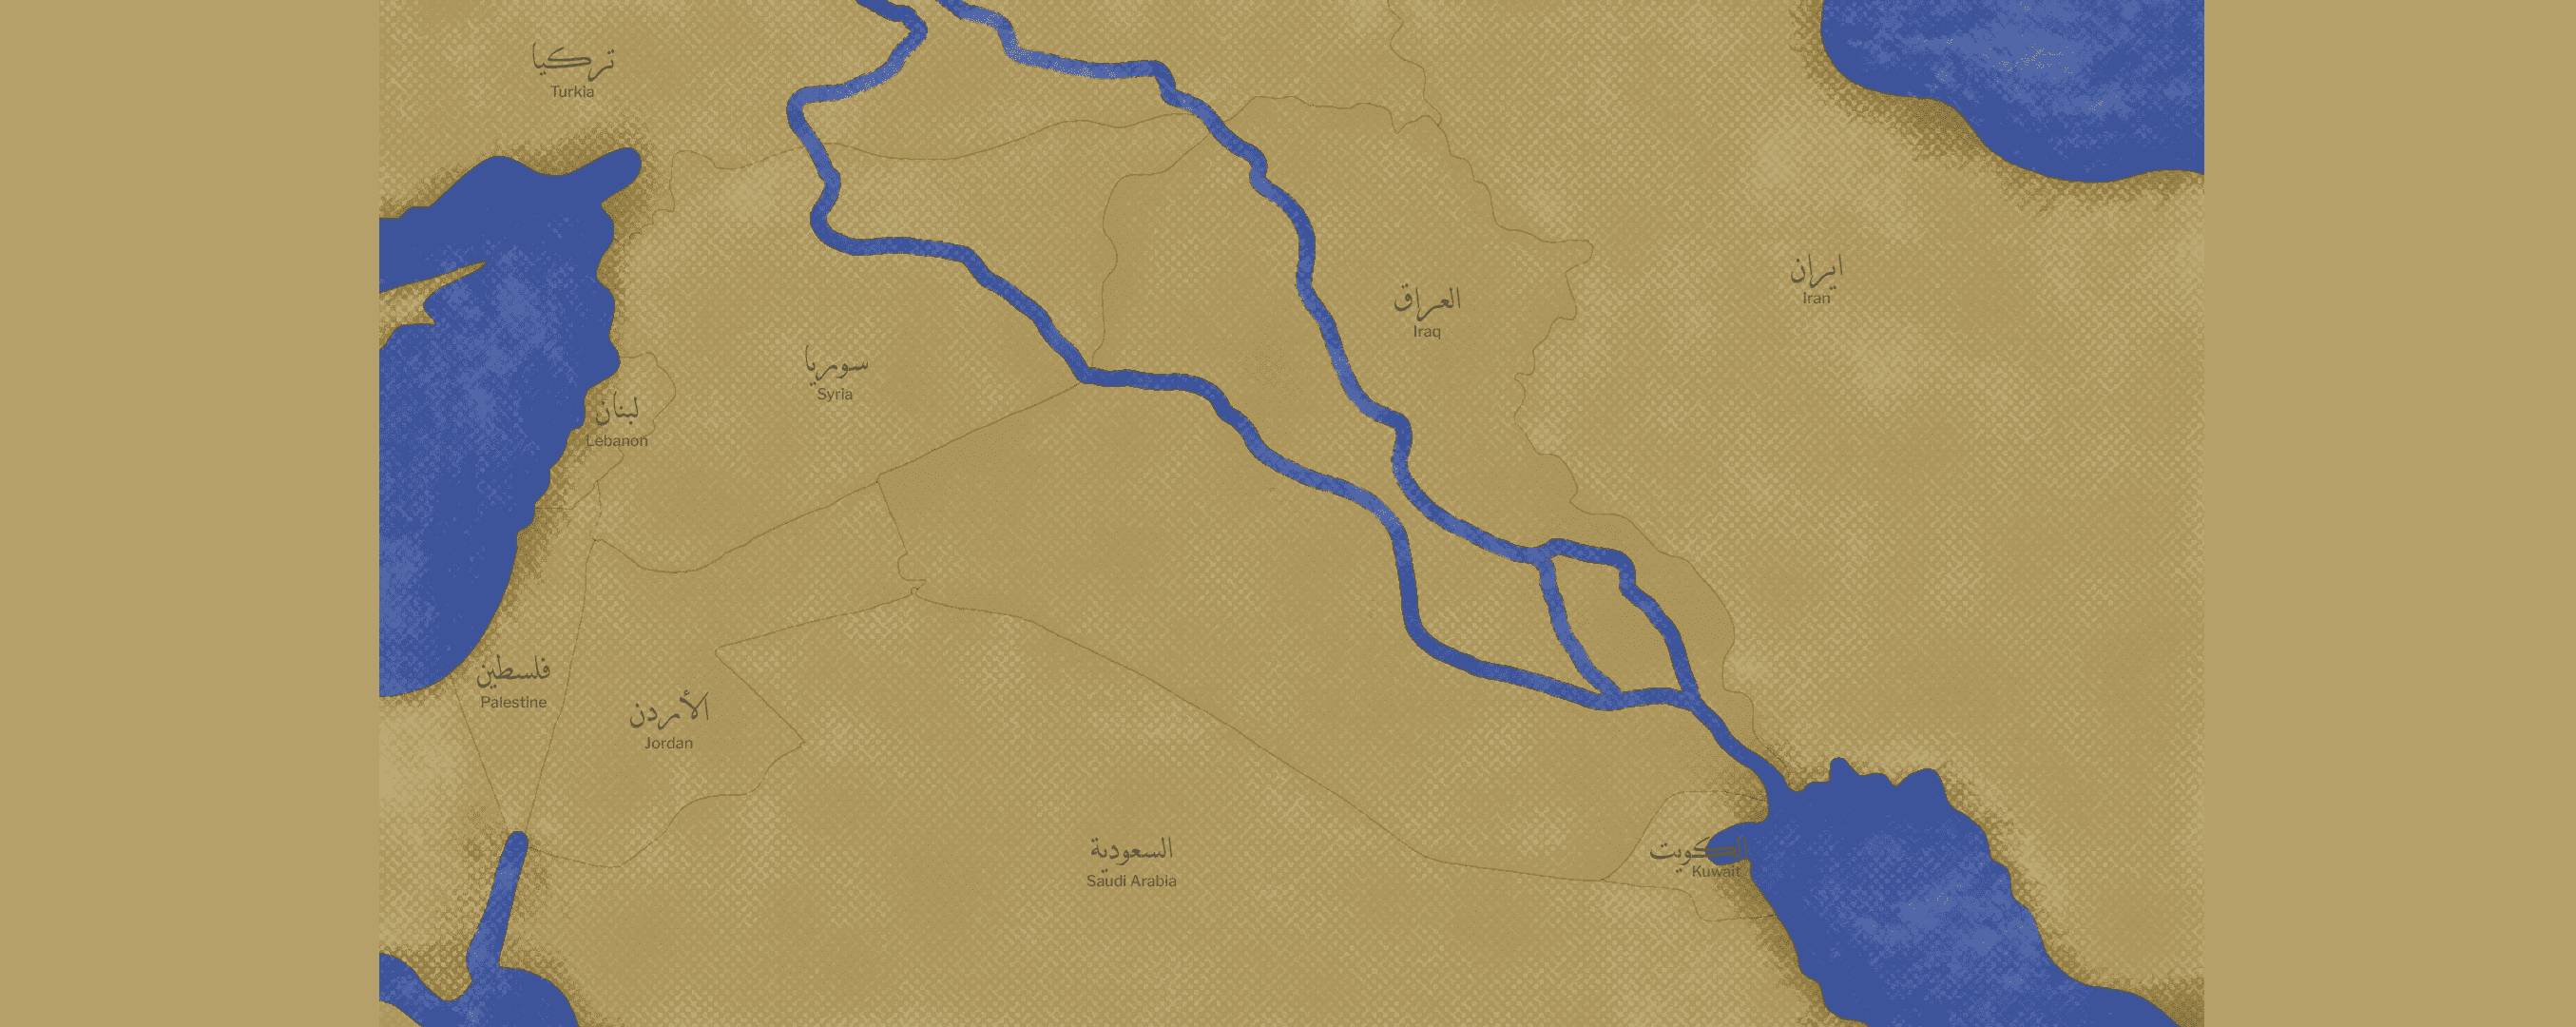 تركيا
Turkia
ايران
Iran
العراق
Iraq
سوريا
Syria
لبنان
Lebanon
فلسطين
Palestine
الأردن
Jordan
السعودية
Saudi Arabia
الكويت
Kuwait